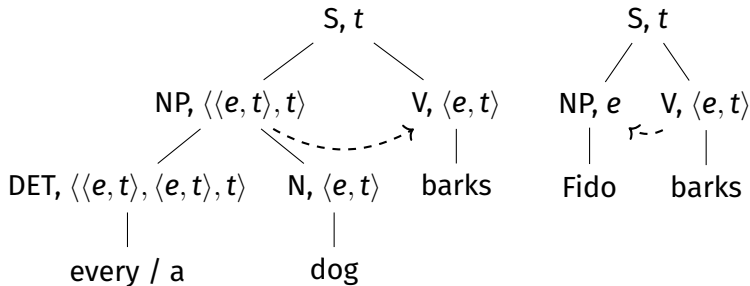 S, t S, t
NP, ⟨⟨e, t⟩, t⟩ V, ⟨e, t⟩ NP, e V, ⟨e, t⟩
DET, ⟨⟨e, t⟩, ⟨e, t⟩, t⟩ N, ⟨e, t⟩ barks Fido barks
every / a dog